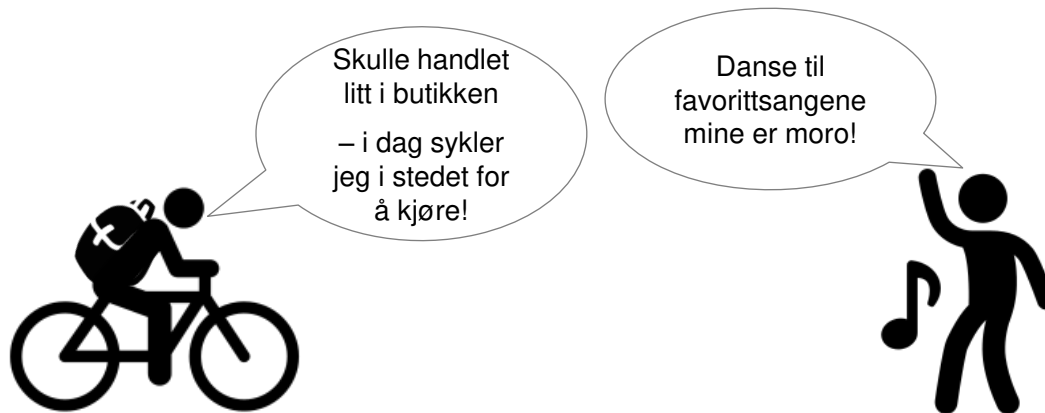 Skulle handlet
litt i butikken
– i dag sykler
jeg i stedet for
å kjøre!
Danse til
favorittsangene
mine er moro!